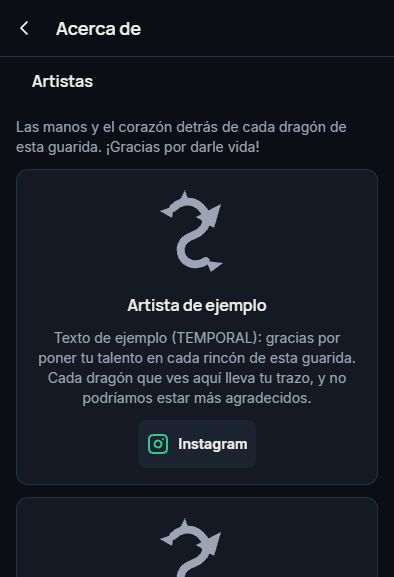 Acerca de
Artistas
Las manos y el corazón detrás de cada dragón de
esta guarida. ¡Gracias por darle vida!
Artista de ejemplo
Texto de ejemplo (TEMPORAL): gracias por
poner tu talento en cada rincón de esta guarida.
Cada dragón que ves aquí lleva tu trazo, y no
podríamos estar más agradecidos.
Instagram